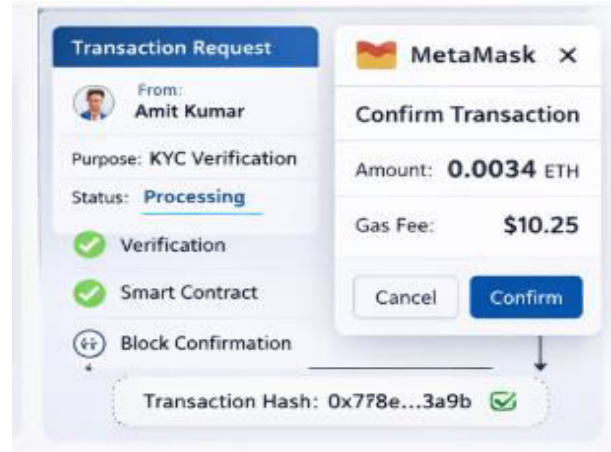 Transaction Request
From:
Amit Kumar
Purpose: KYC Verification
Status: Processing
Verification
Smart Contract
Block Confirmation
MetaMask ×
Confirm Transaction
Amount: 0.0034 ETH
Gas Fee: $10.25
Cancel Confirm
Transaction Hash: 0x7f8e...3a9b